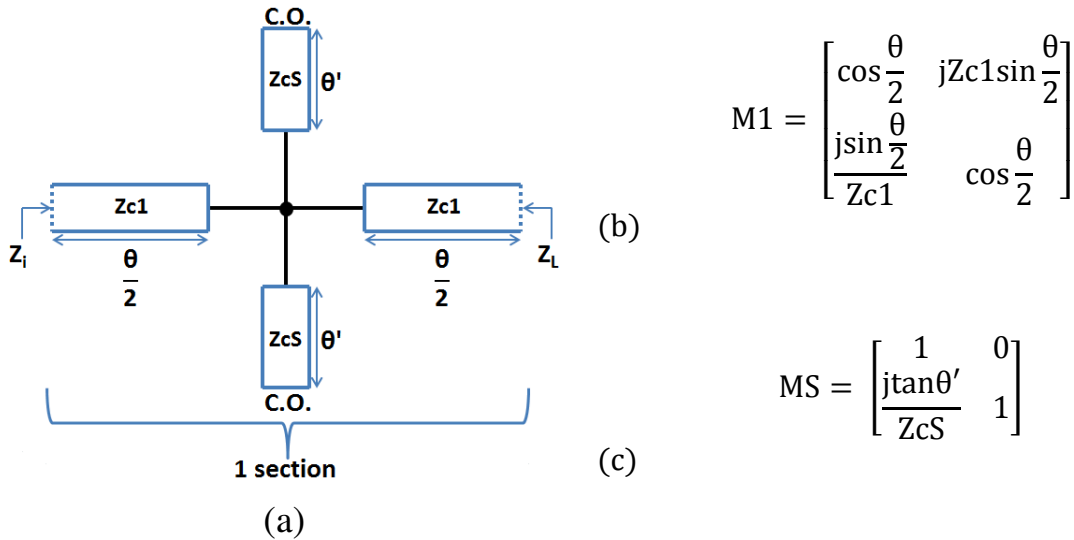 C.O.
ZcS θ'
Zc1 Zc1
Zi ZL
θ/2 θ/2
ZcS θ'
C.O.
1 section
(a)
(b)
M1 = [cos θ/2 jZc1sin θ/2
jsin θ/2 / Zc1 cos θ/2]
(c)
MS = [1 0
jtanθ′ / ZcS 1]